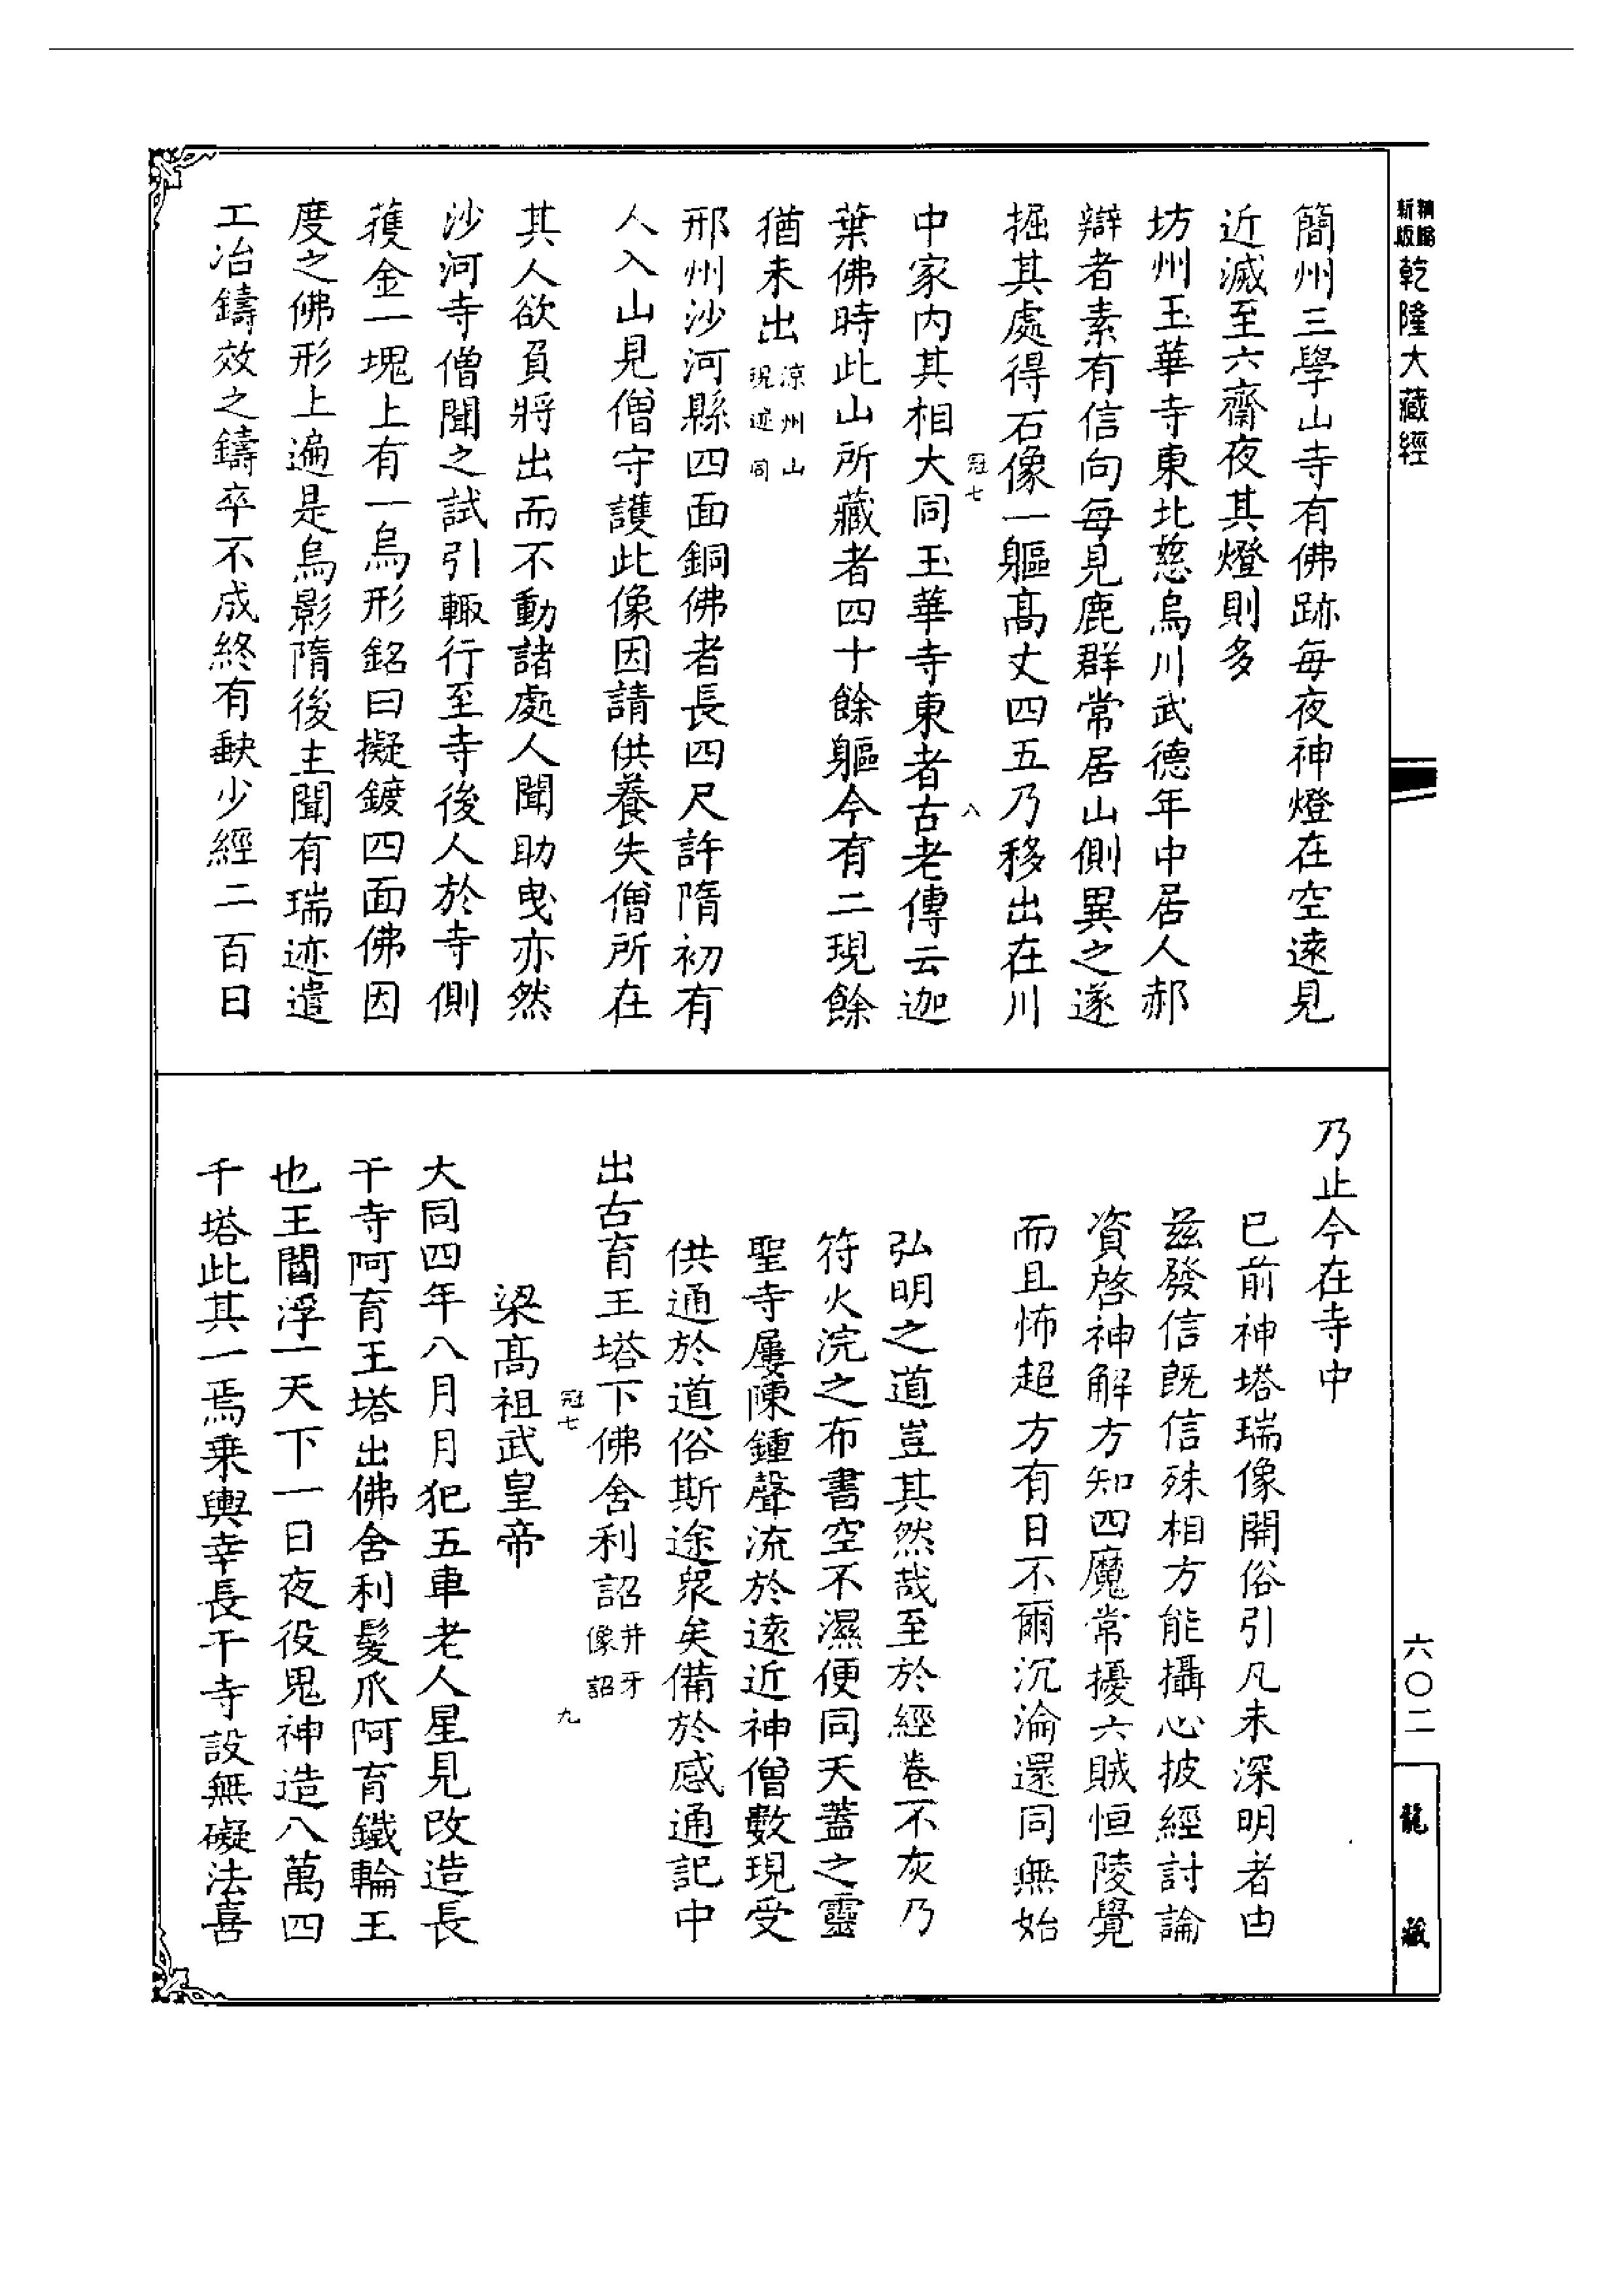 新版精縮乾隆大藏經
簡州三學山寺有佛跡每夜神燈在空遠見
近滅至六齋夜其燈則多
坊州玉華寺東北慈烏川武德年中居人郝
辯者素有信向每見鹿群常居山側異之遂
掘其處得石像一軀髙丈四五乃移出在川
冠七
八
中家内其相大同玉華寺東者古老傳云迦
葉佛時此山所藏者四十餘軀今有二現餘
猶未出涼州山現迹同
邢州沙河縣四面銅佛者長四尺許隋初有
人入山見僧守護此像因請供養失僧所在
其人欲負將出而不動諸處人聞助曳亦然
沙河寺僧聞之試引輙行至寺後人於寺側
獲金一塊上有一烏形銘曰擬鍍四面佛因
度之佛形上遍是烏影隋後主聞有瑞迹遣
工冶鑄效之鑄卒不成終有缺少經二百日
乃止今在寺中
已前神塔瑞像開俗引凡未深明者由
兹發信旣信殊相方能攝心披經討論
資啓神解方知四魔常擾六賊恒陵覺
而且怖超方有日不爾沉淪還同無始
弘明之道豈其然哉至於經卷不灰乃
符火浣之布書空不濕便同天蓋之靈
聖寺屢陳鍾聲流於遠近神僧數現受
供通於道俗斯途衆矣備於感通記中
出古育王塔下佛舍利詔并牙像詔
冠七
九
梁髙祖武皇帝
大同四年八月月犯五車老人星見改造長
干寺阿育王塔出佛舍利髮爪阿育鐵輪王
也王閻浮一天下一日夜役鬼神造八萬四
千塔此其一焉乘輿幸長干寺設無礙法喜
六〇二
龍藏